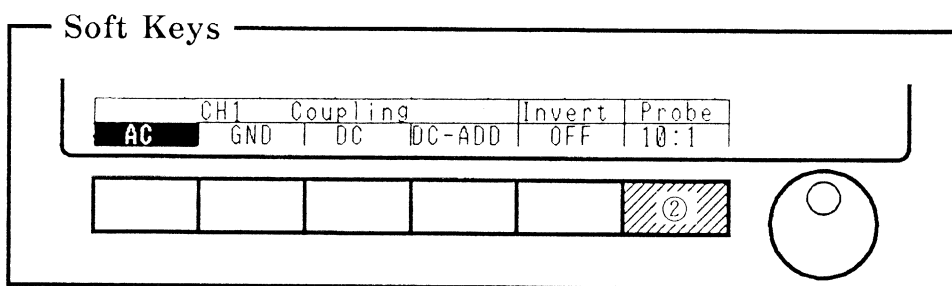 Soft Keys
CH1 Coupling Invert Probe
AC GND DC DC-ADD OFF 10:1
②